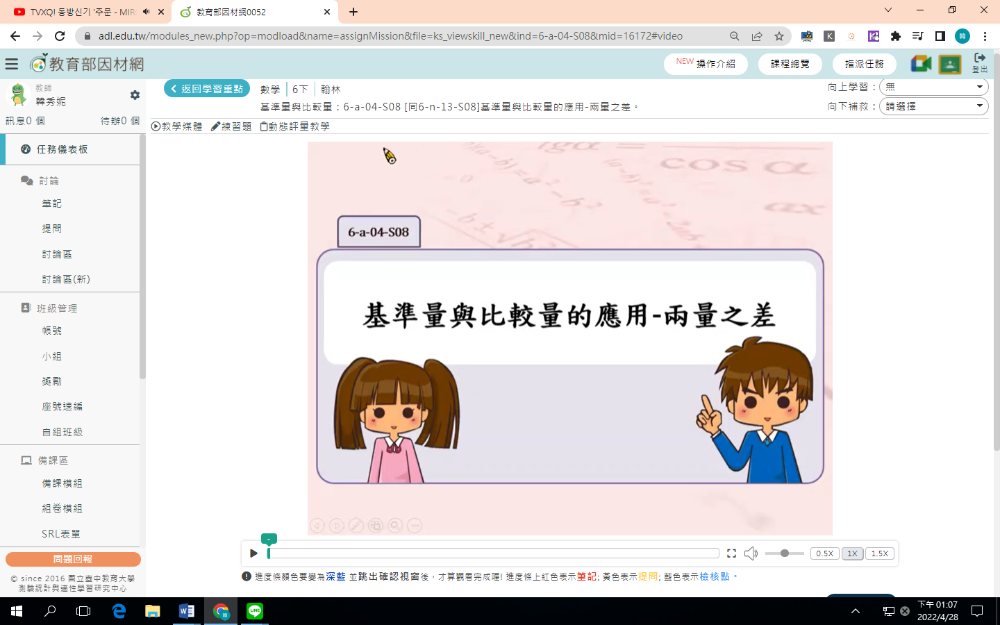 TVXQ! 동방신기 '주문 - MIR
教育部因材網0052
adl.edu.tw/modules_new.php?op=modload&name=assignMission&file=ks_viewskill_new&ind=6-a-04-S08&mid=16172#video
教育部因材網
NEW 操作介紹
課程總覽
指派任務
登出
教師
韓秀妮
訊息0 個
待辦0 個
返回學習重點
數學
6下
翰林
向上學習：
無
基準量與比較量：6-a-04-S08 [同6-n-13-S08]基準量與比較量的應用-兩量之差。
向下補救：
請選擇
教學媒體
練習題
動態評量教學
任務儀表板
討論
筆記
提問
討論區
討論區(新)
班級管理
帳號
小組
獎勵
座號速編
自組班級
備課區
備課模組
組卷模組
SRL表單
問題回報
© since 2016 國立臺中教育大學
測驗統計與適性學習研究中心
cos α
ax
6-a-04-S08
基準量與比較量的應用-兩量之差
-
0.5X
1X
1.5X
進度條顏色要變為深藍 並跳出確認視窗後，才算觀看完成喔! 進度條上紅色表示筆記; 黃色表示提問; 藍色表示檢核點。
下午 01:07
2022/4/28
K
韓
LINE